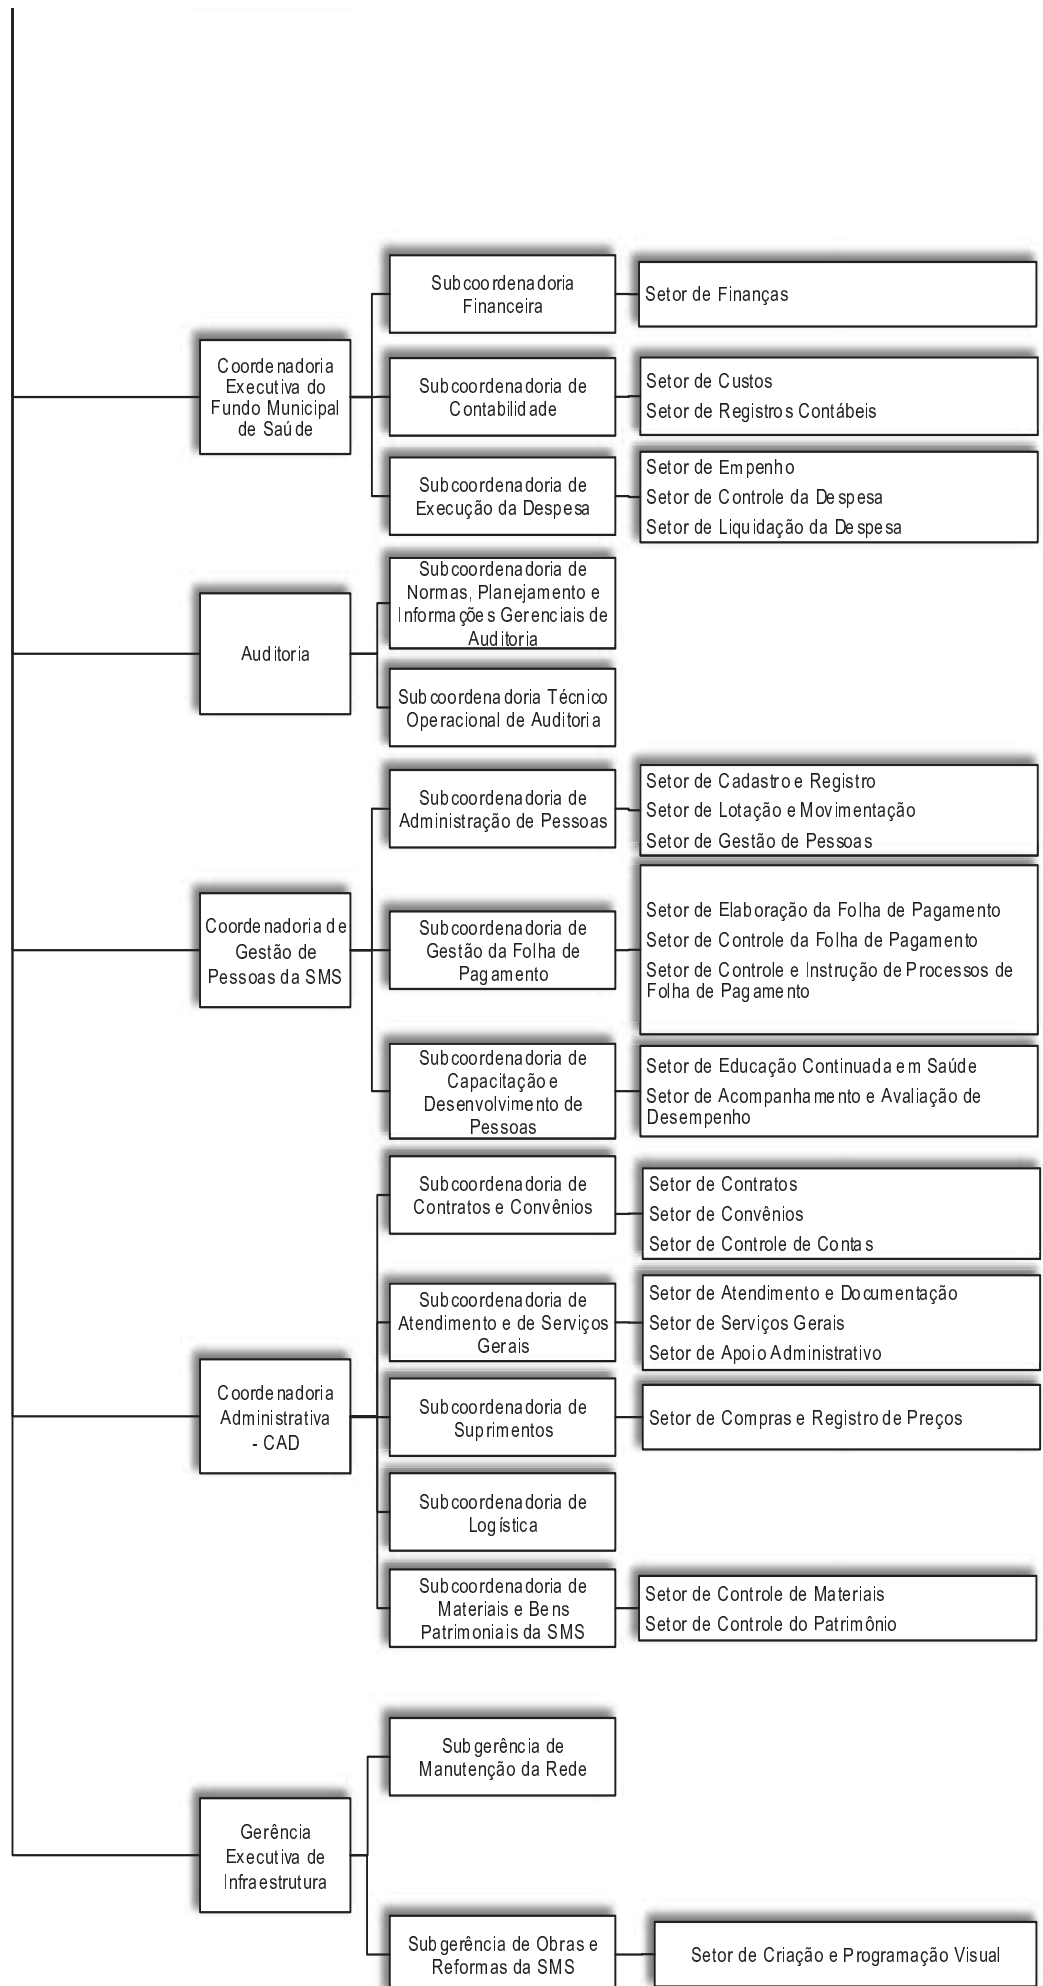 Subcoordenadoria
Financeira
Setor de Finanças
Coordenadoria
Executiva do
Fundo Municipal
de Saúde
Subcoordenadoria de
Contabilidade
Setor de Custos
Setor de Registros Contábeis
Subcoordenadoria de
Execução da Despesa
Setor de Empenho
Setor de Controle da Despesa
Setor de Liquidação da Despesa
Auditoria
Subcoordenadoria de
Normas, Planejamento e
Informações Gerenciais de
Auditoria
Subcoordenadoria Técnico
Operacional de Auditoria
Coordenadoria de
Gestão de
Pessoas da SMS
Subcoordenadoria de
Administração de Pessoas
Setor de Cadastro e Registro
Setor de Lotação e Movimentação
Setor de Gestão de Pessoas
Subcoordenadoria de
Gestão da Folha de
Pagamento
Setor de Elaboração da Folha de Pagamento
Setor de Controle da Folha de Pagamento
Setor de Controle e Instrução de Processos de
Folha de Pagamento
Subcoordenadoria de
Capacitação e
Desenvolvimento de
Pessoas
Setor de Educação Continuada em Saúde
Setor de Acompanhamento e Avaliação de
Desempenho
Coordenadoria
Administrativa
- CAD
Subcoordenadoria de
Contratos e Convênios
Setor de Contratos
Setor de Convênios
Setor de Controle de Contas
Subcoordenadoria de
Atendimento e de Serviços
Gerais
Setor de Atendimento e Documentação
Setor de Serviços Gerais
Setor de Apoio Administrativo
Subcoordenadoria de
Suprimentos
Setor de Compras e Registro de Preços
Subcoordenadoria de
Logística
Subcoordenadoria de
Materiais e Bens
Patrimoniais da SMS
Setor de Controle de Materiais
Setor de Controle do Patrimônio
Gerência
Executiva de
Infraestrutura
Subgerência de
Manutenção da Rede
Subgerência de Obras e
Reformas da SMS
Setor de Criação e Programação Visual